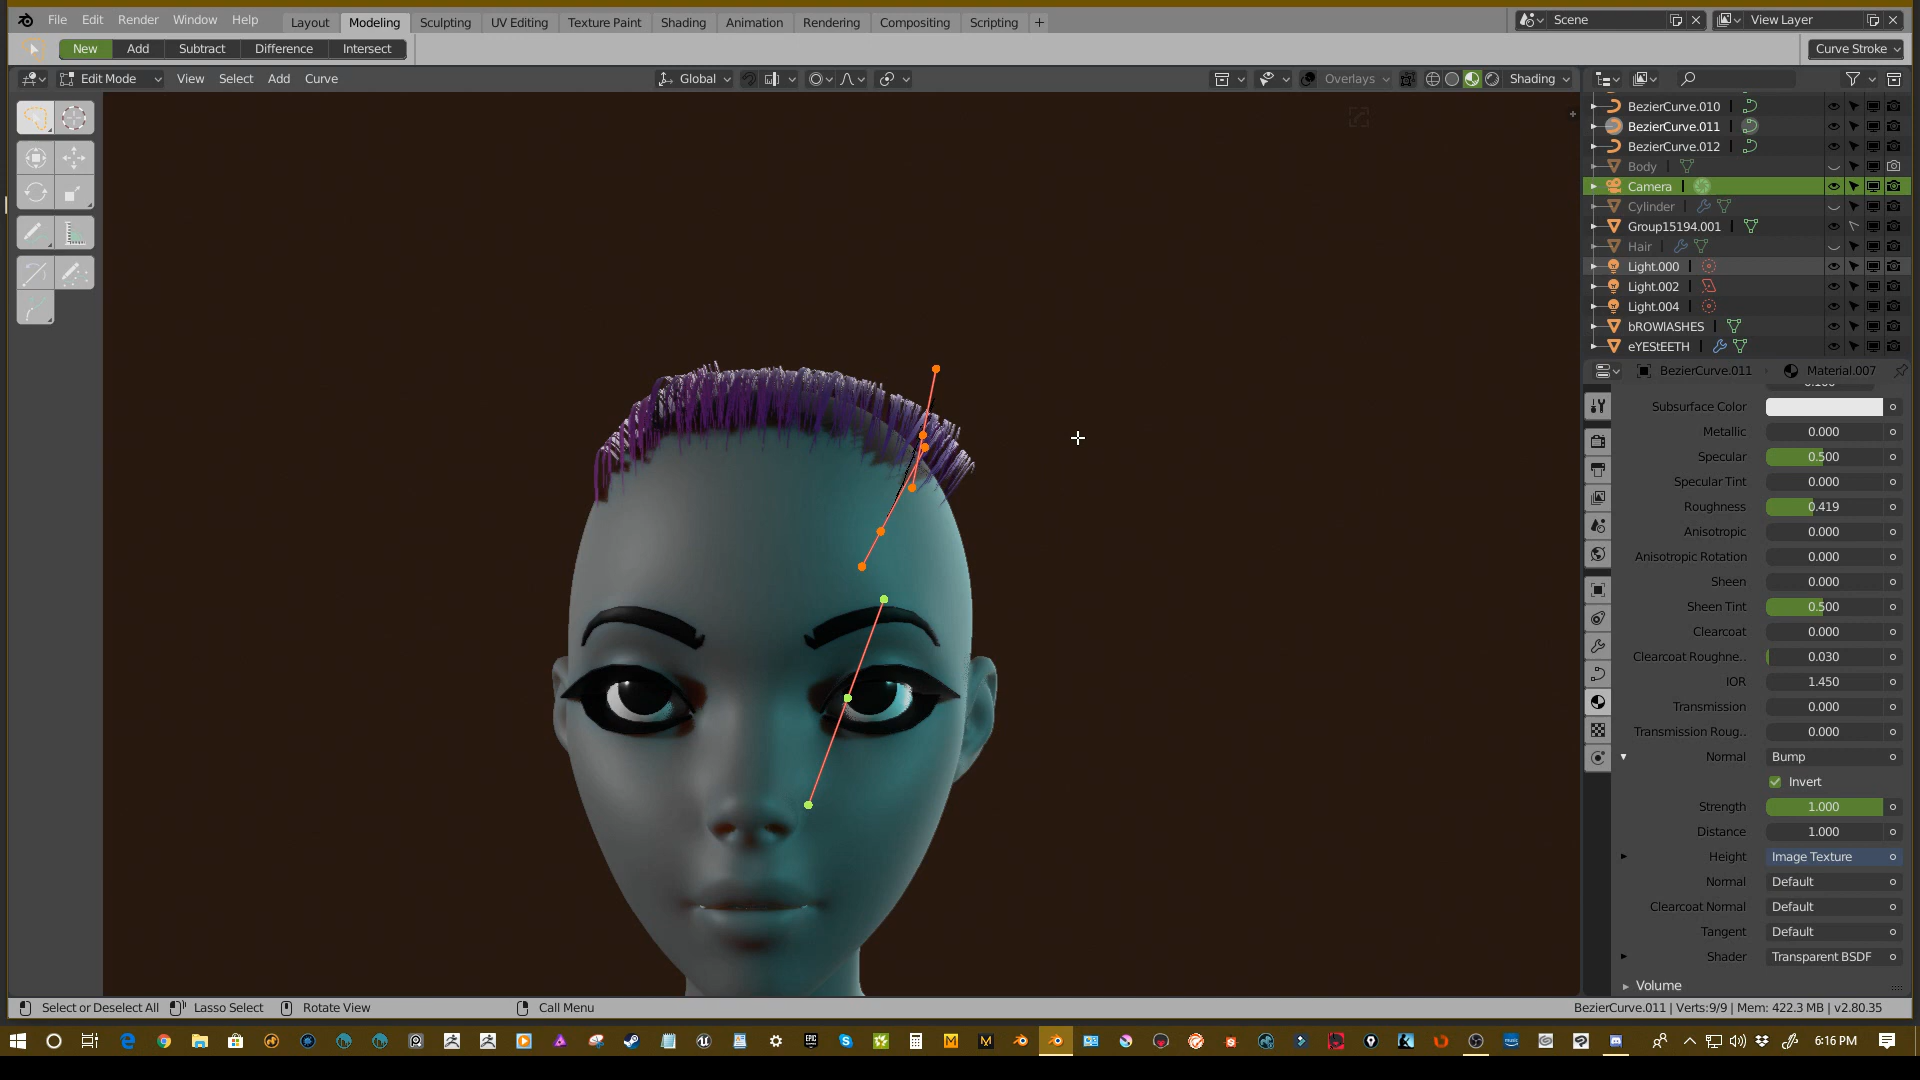 File Edit Render Window Help
Layout Modeling Sculpting UV Editing Texture Paint Shading Animation Rendering Compositing Scripting +
Scene
View Layer
New Add Subtract Difference Intersect
Curve Stroke
Edit Mode View Select Add Curve
Global
Overlays
Shading
BezierCurve.010
BezierCurve.011
BezierCurve.012
Body
Camera
Cylinder
Group15194.001
Hair
Light.000
Light.002
Light.004
bROWlASHES
eYEStEETH
BezierCurve.011 Material.007
Subsurface Color
Metallic 0.000
Specular 0.500
Specular Tint 0.000
Roughness 0.419
Anisotropic 0.000
Anisotropic Rotation 0.000
Sheen 0.000
Sheen Tint 0.500
Clearcoat 0.000
Clearcoat Roughne.. 0.030
IOR 1.450
Transmission 0.000
Transmission Roug.. 0.000
Normal Bump
Invert
Strength 1.000
Distance 1.000
Height Image Texture
Normal Default
Clearcoat Normal Default
Tangent Default
Shader Transparent BSDF
Volume
Select or Deselect All Lasso Select Rotate View Call Menu
BezierCurve.011 | Verts:9/9 | Mem: 422.3 MB | v2.80.35
6:16 PM